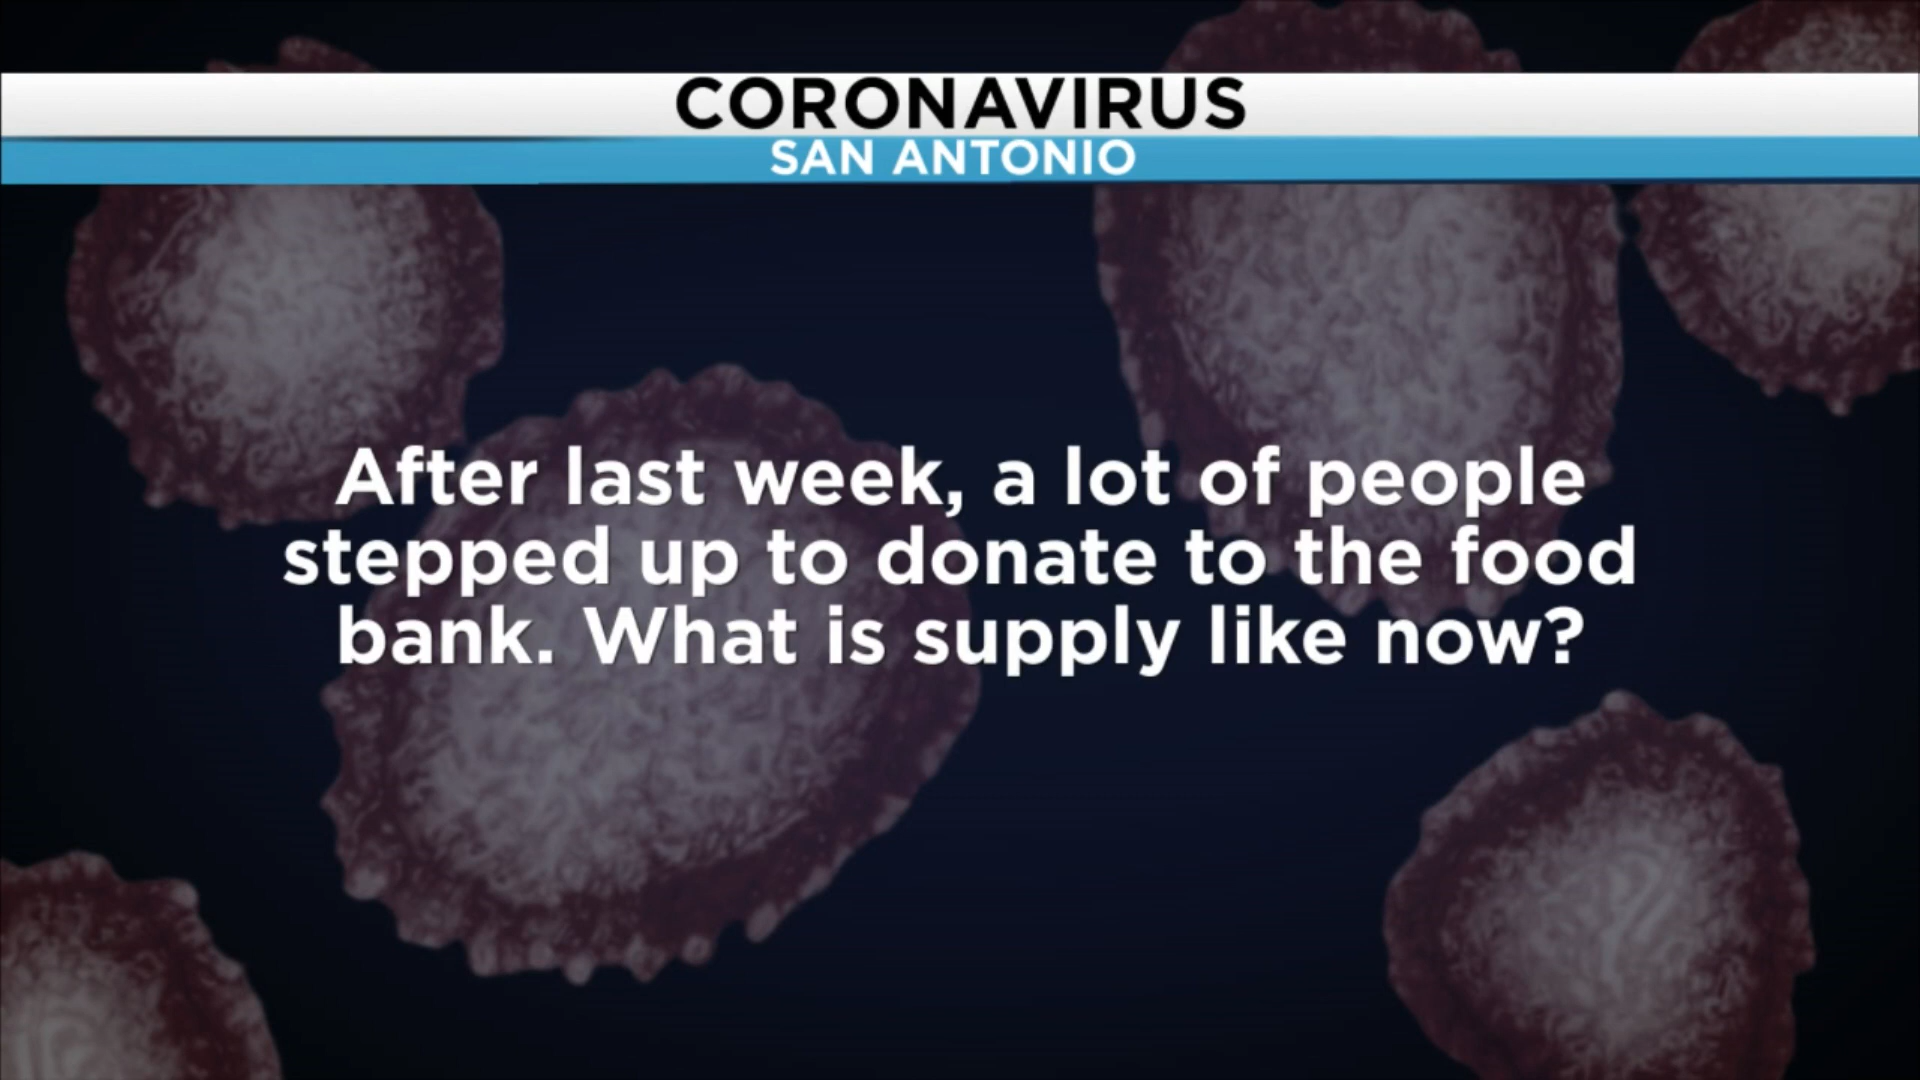 CORONAVIRUS
SAN ANTONIO
After last week, a lot of people
stepped up to donate to the food
bank. What is supply like now?